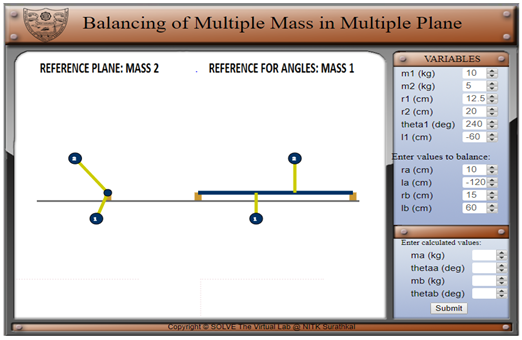 Balancing of Multiple Mass in Multiple Plane
REFERENCE PLANE: MASS 2 . REFERENCE FOR ANGLES: MASS 1
2
1
2
1
VARIABLES
m1 (kg) 10
m2 (kg) 5
r1 (cm) 12.5
r2 (cm) 20
theta1 (deg) 240
l1 (cm) -60
Enter values to balance:
ra (cm) 10
la (cm) -120
rb (cm) 15
lb (cm) 60
Enter calculated values:
ma (kg)
thetaa (deg)
mb (kg)
thetab (deg)
Submit
Copyright © SOLVE The Virtual Lab @ NITK Surathkal